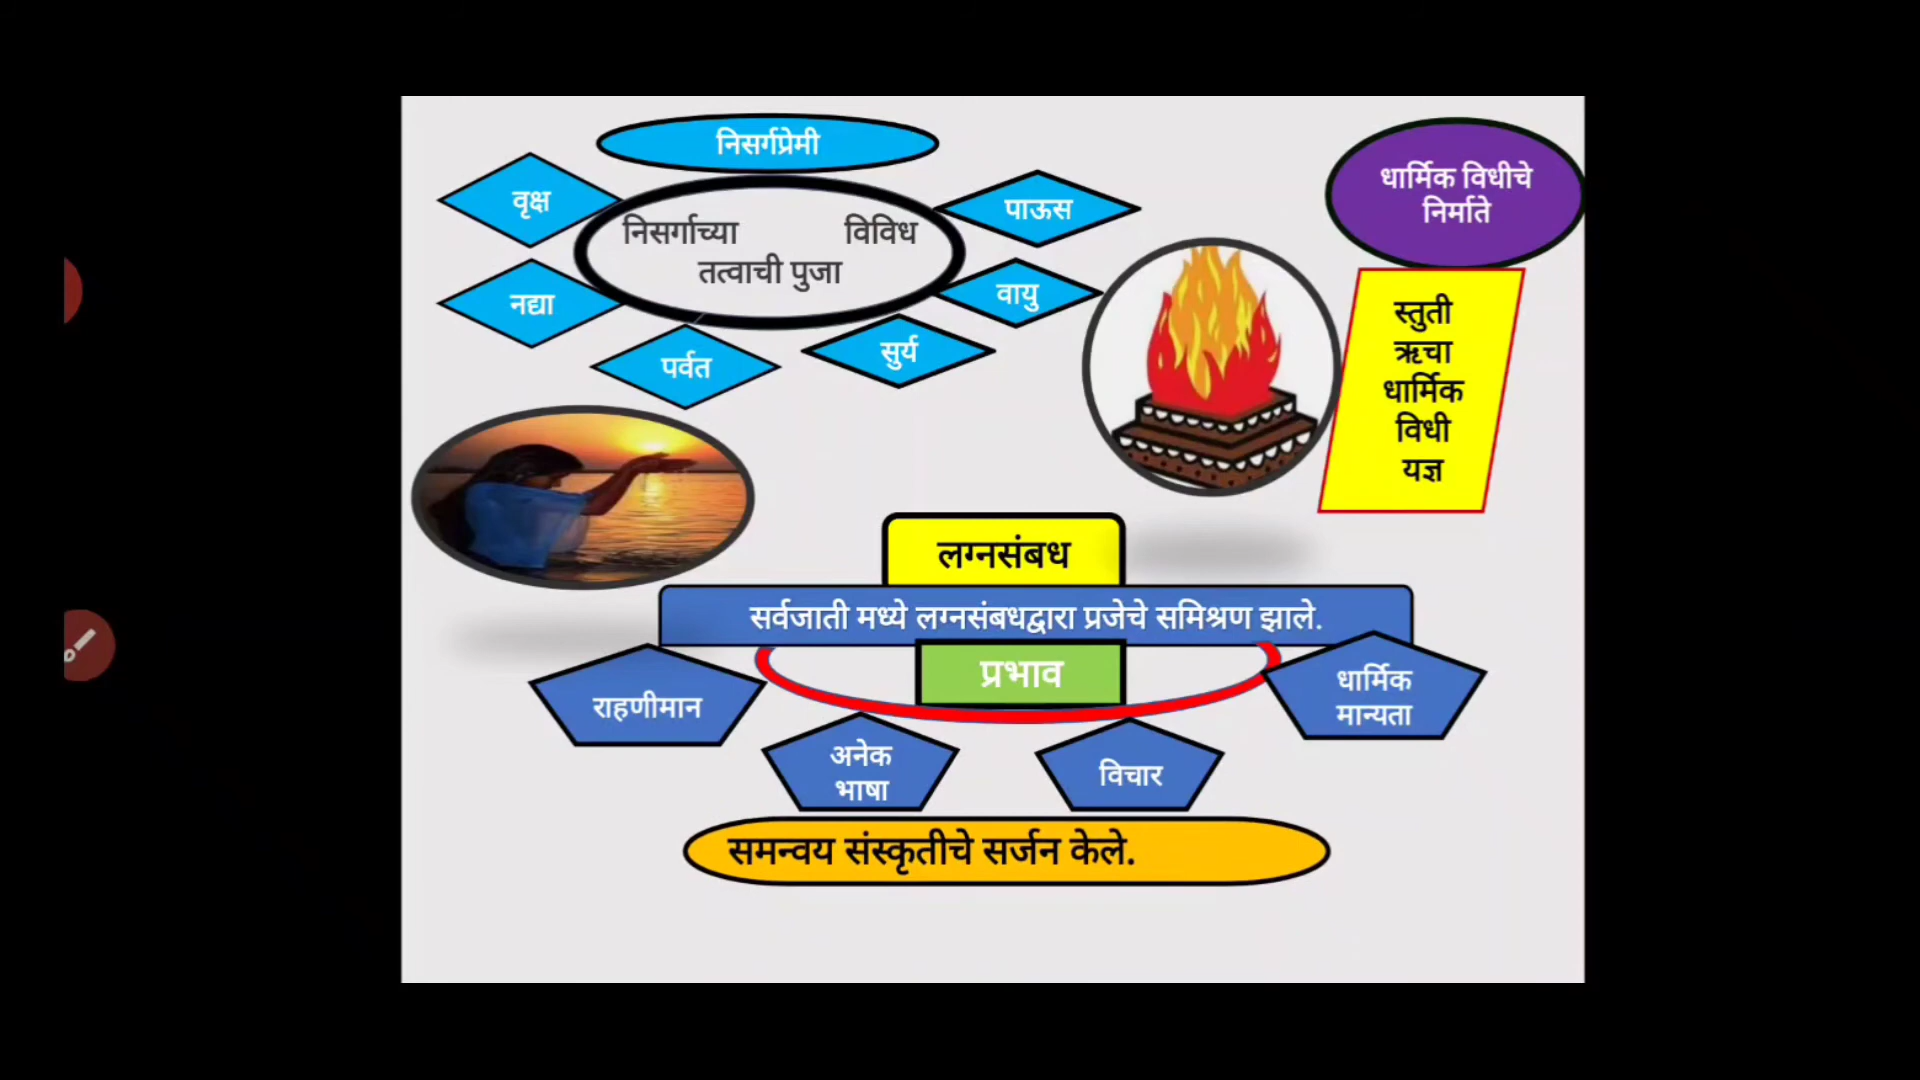 निसर्गप्रेमी
वृक्ष
निसर्गाच्या विविध
तत्वाची पुजा
पाऊस
नद्या
वायु
पर्वत
सुर्य
धार्मिक विधीचे
निर्माते
स्तुती
ऋचा
धार्मिक
विधी
यज्ञ
लग्नसंबध
सर्वजाती मध्ये लग्नसंबधद्वारा प्रजेचे समिश्रण झाले.
प्रभाव
राहणीमान
अनेक
भाषा
विचार
धार्मिक
मान्यता
समन्वय संस्कृतीचे सर्जन केले.